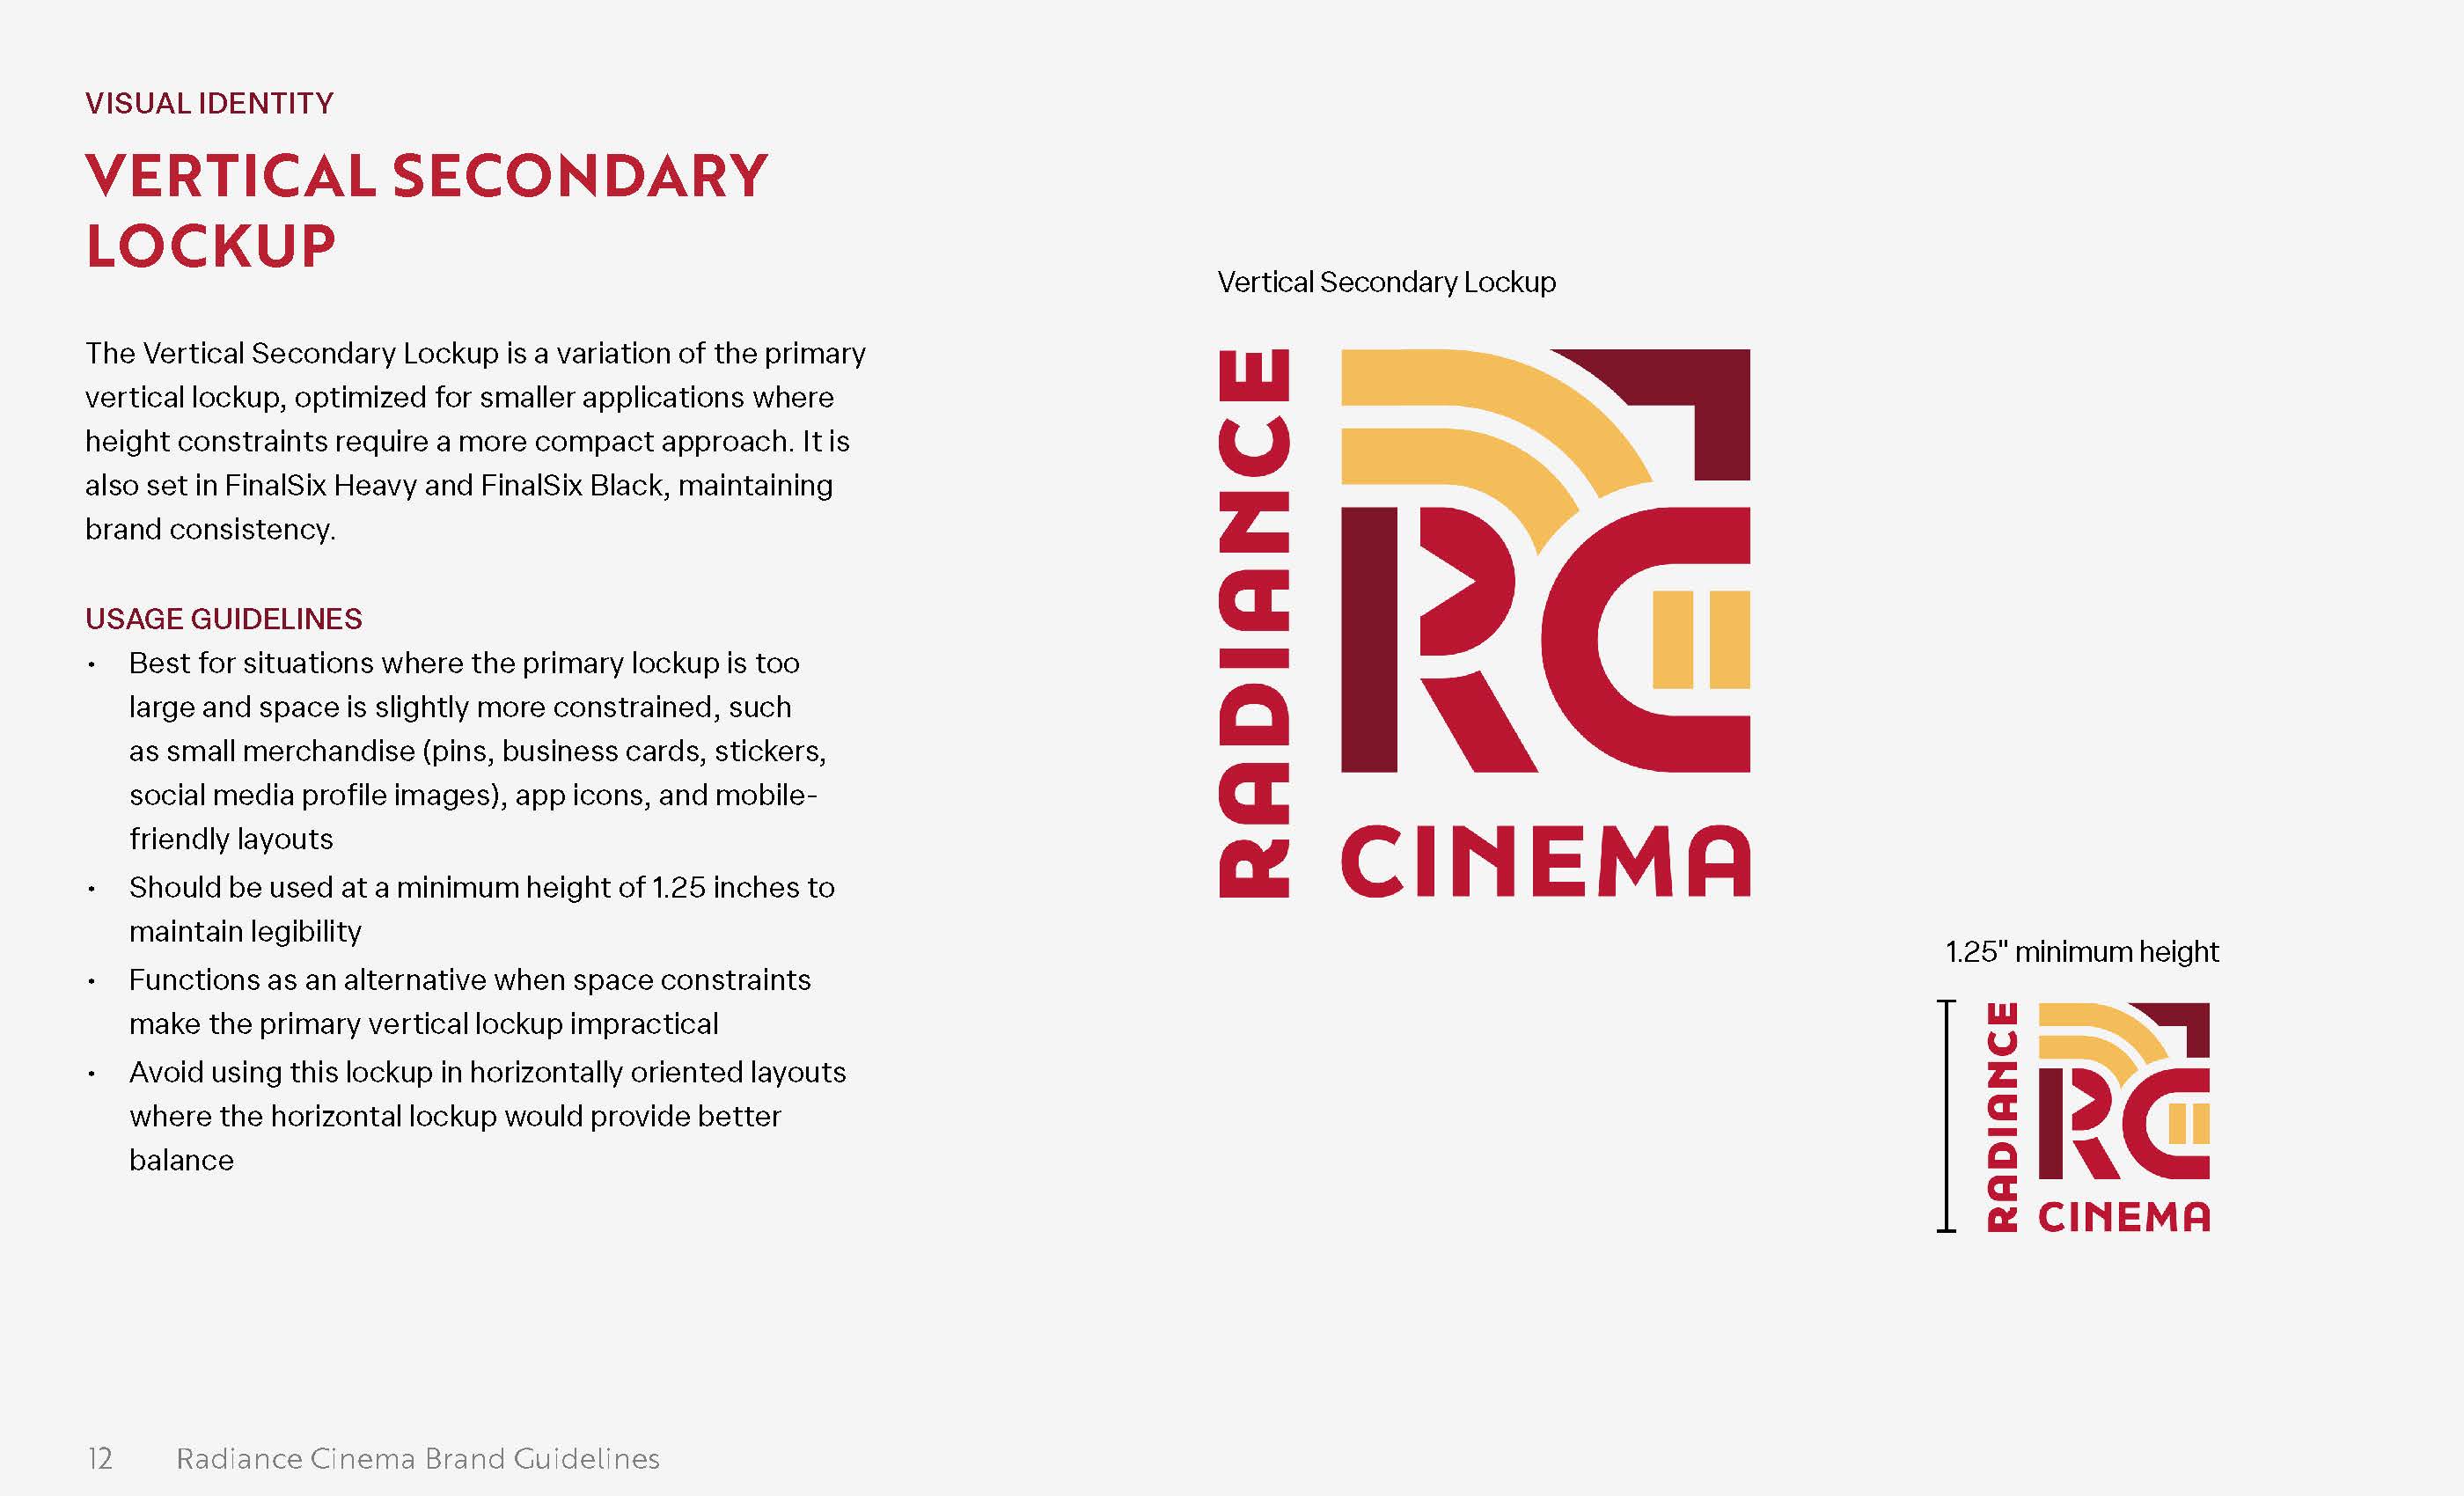 VISUAL IDENTITY
VERTICAL SECONDARY
LOCKUP
The Vertical Secondary Lockup is a variation of the primary
vertical lockup, optimized for smaller applications where
height constraints require a more compact approach. It is
also set in FinalSix Heavy and FinalSix Black, maintaining
brand consistency.
USAGE GUIDELINES
• Best for situations where the primary lockup is too
large and space is slightly more constrained, such
as small merchandise (pins, business cards, stickers,
social media profile images), app icons, and mobile-
friendly layouts
• Should be used at a minimum height of 1.25 inches to
maintain legibility
• Functions as an alternative when space constraints
make the primary vertical lockup impractical
• Avoid using this lockup in horizontally oriented layouts
where the horizontal lockup would provide better
balance
Vertical Secondary Lockup
RADIANCE
RC
CINEMA
1.25" minimum height
RADIANCE
RC
CINEMA
12 Radiance Cinema Brand Guidelines